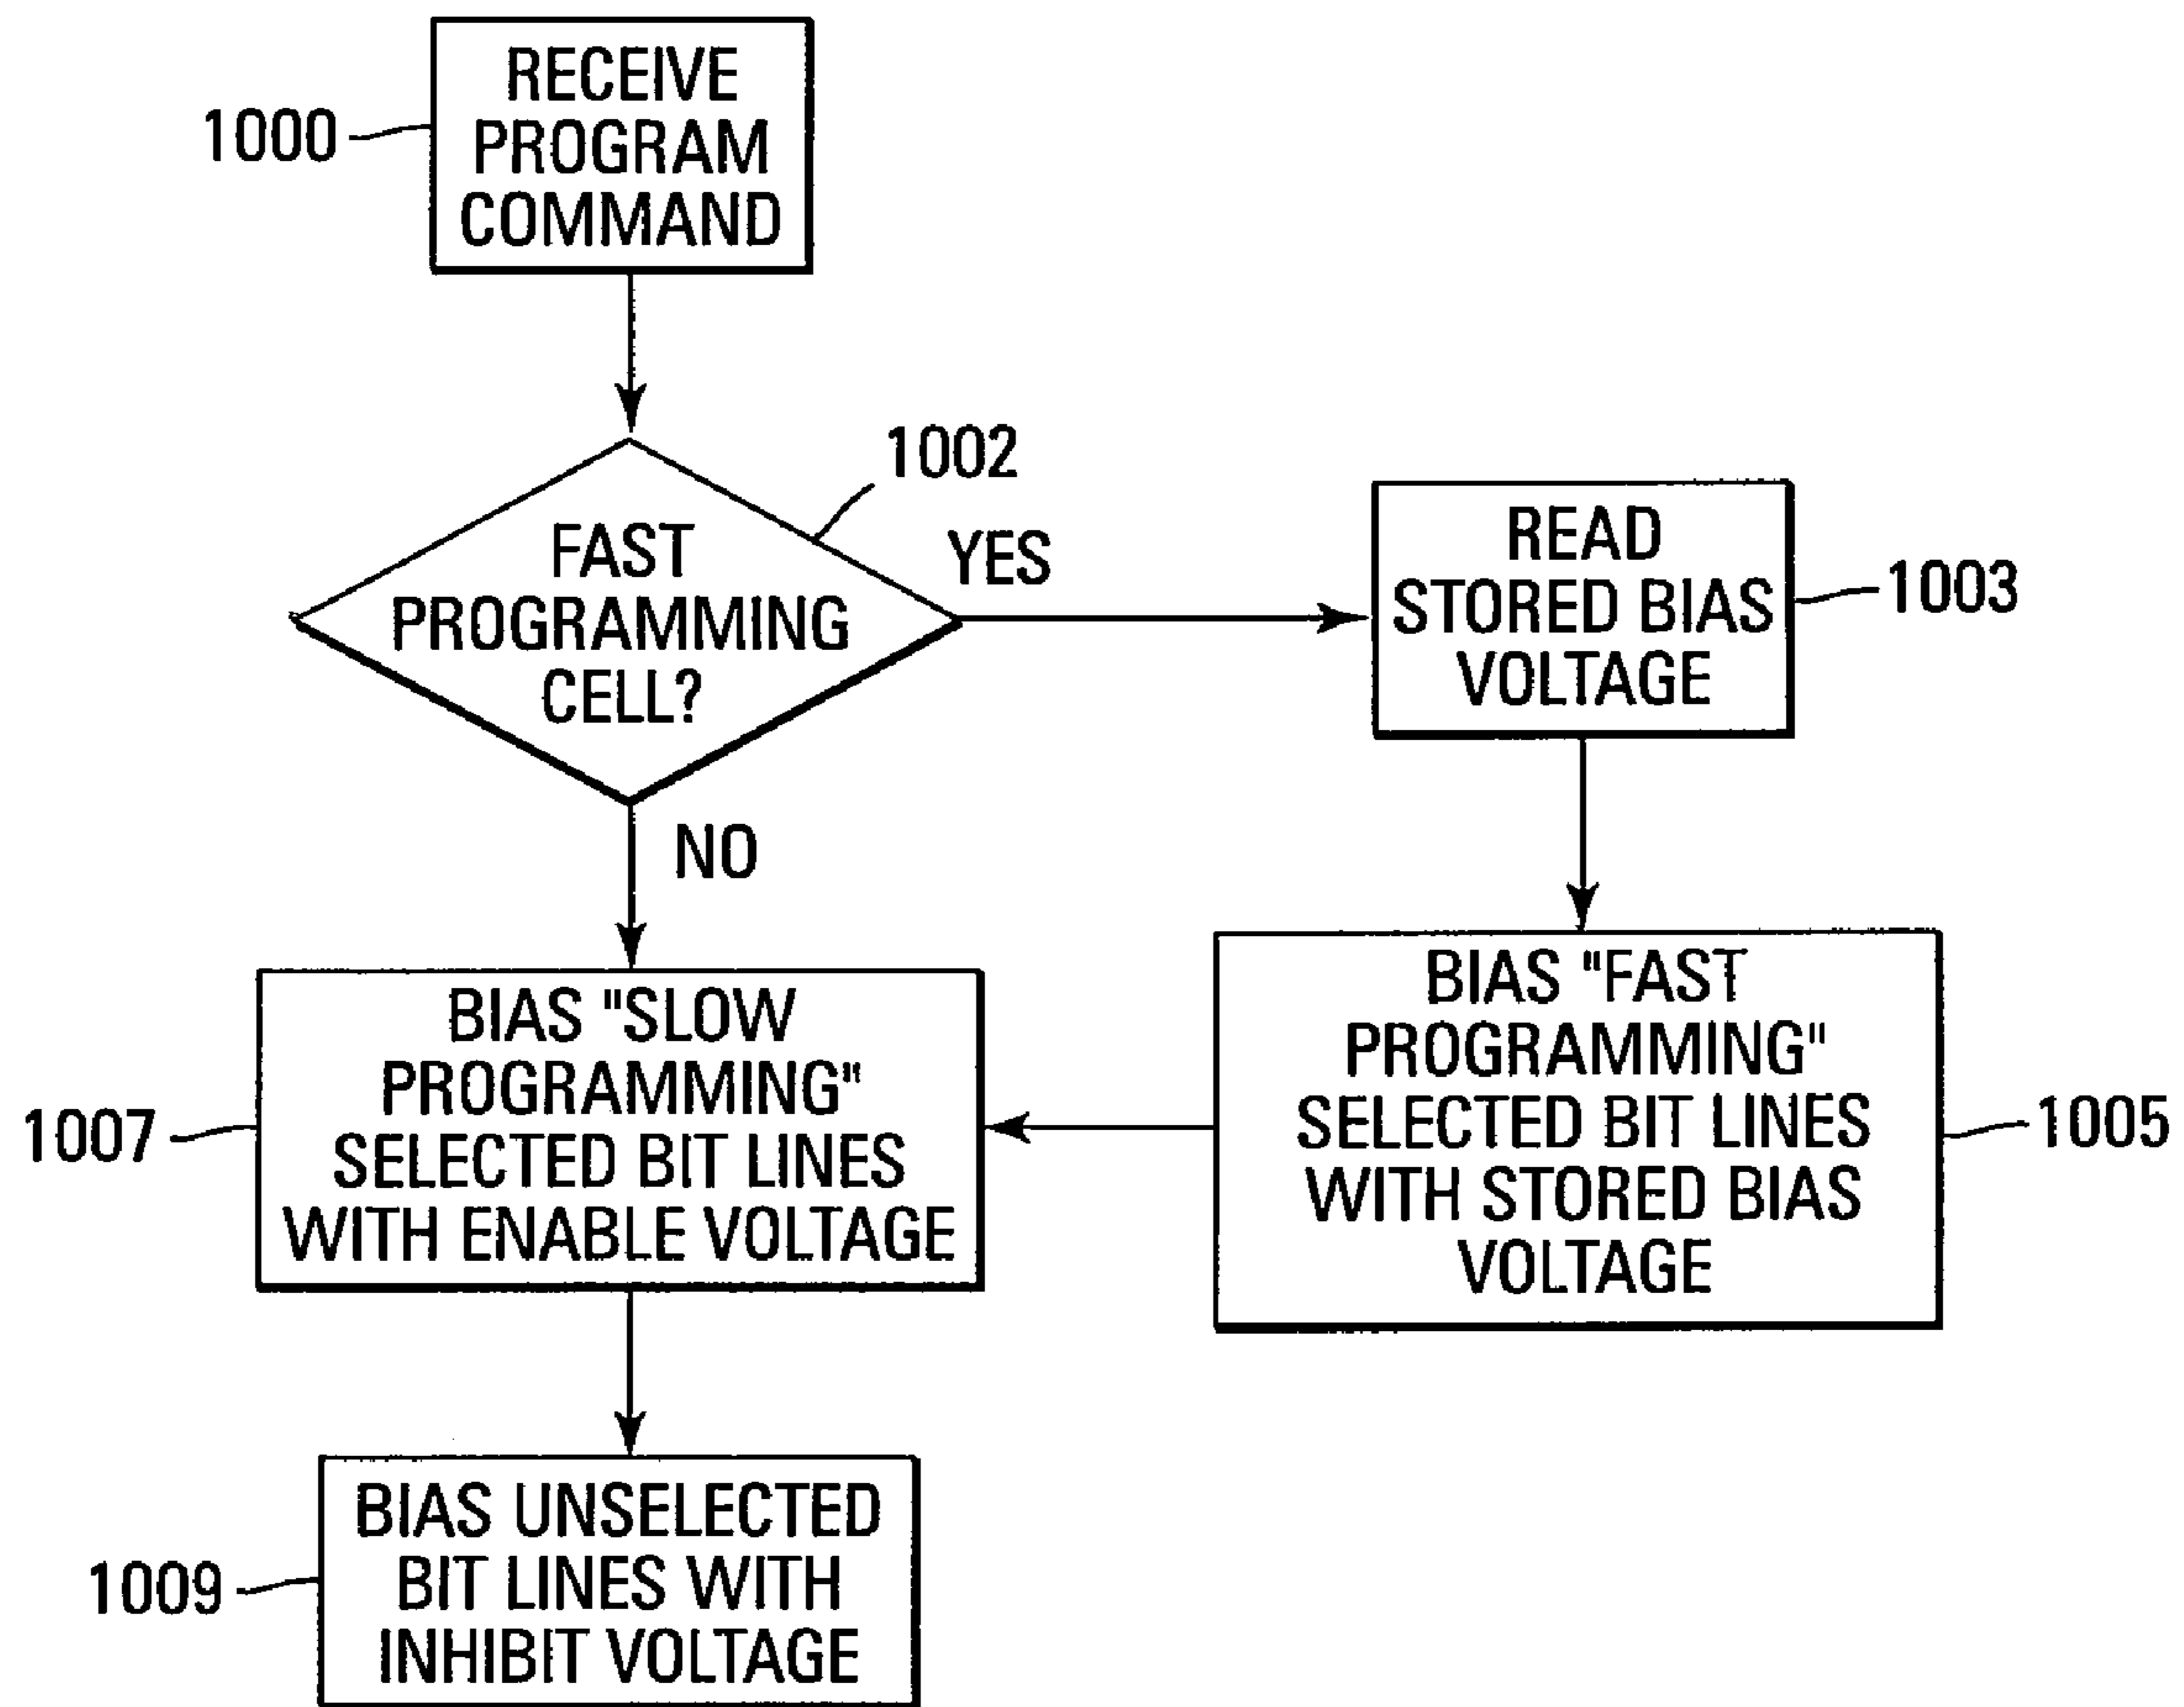 RECEIVE
PROGRAM
COMMAND
1000
1002
FAST
PROGRAMMING
CELL?
YES
READ
STORED BIAS
VOLTAGE
1003
NO
BIAS "FAST
PROGRAMMING"
SELECTED BIT LINES
WITH STORED BIAS
VOLTAGE
1005
BIAS "SLOW
PROGRAMMING"
SELECTED BIT LINES
WITH ENABLE VOLTAGE
1007
BIAS UNSELECTED
BIT LINES WITH
INHIBIT VOLTAGE
1009